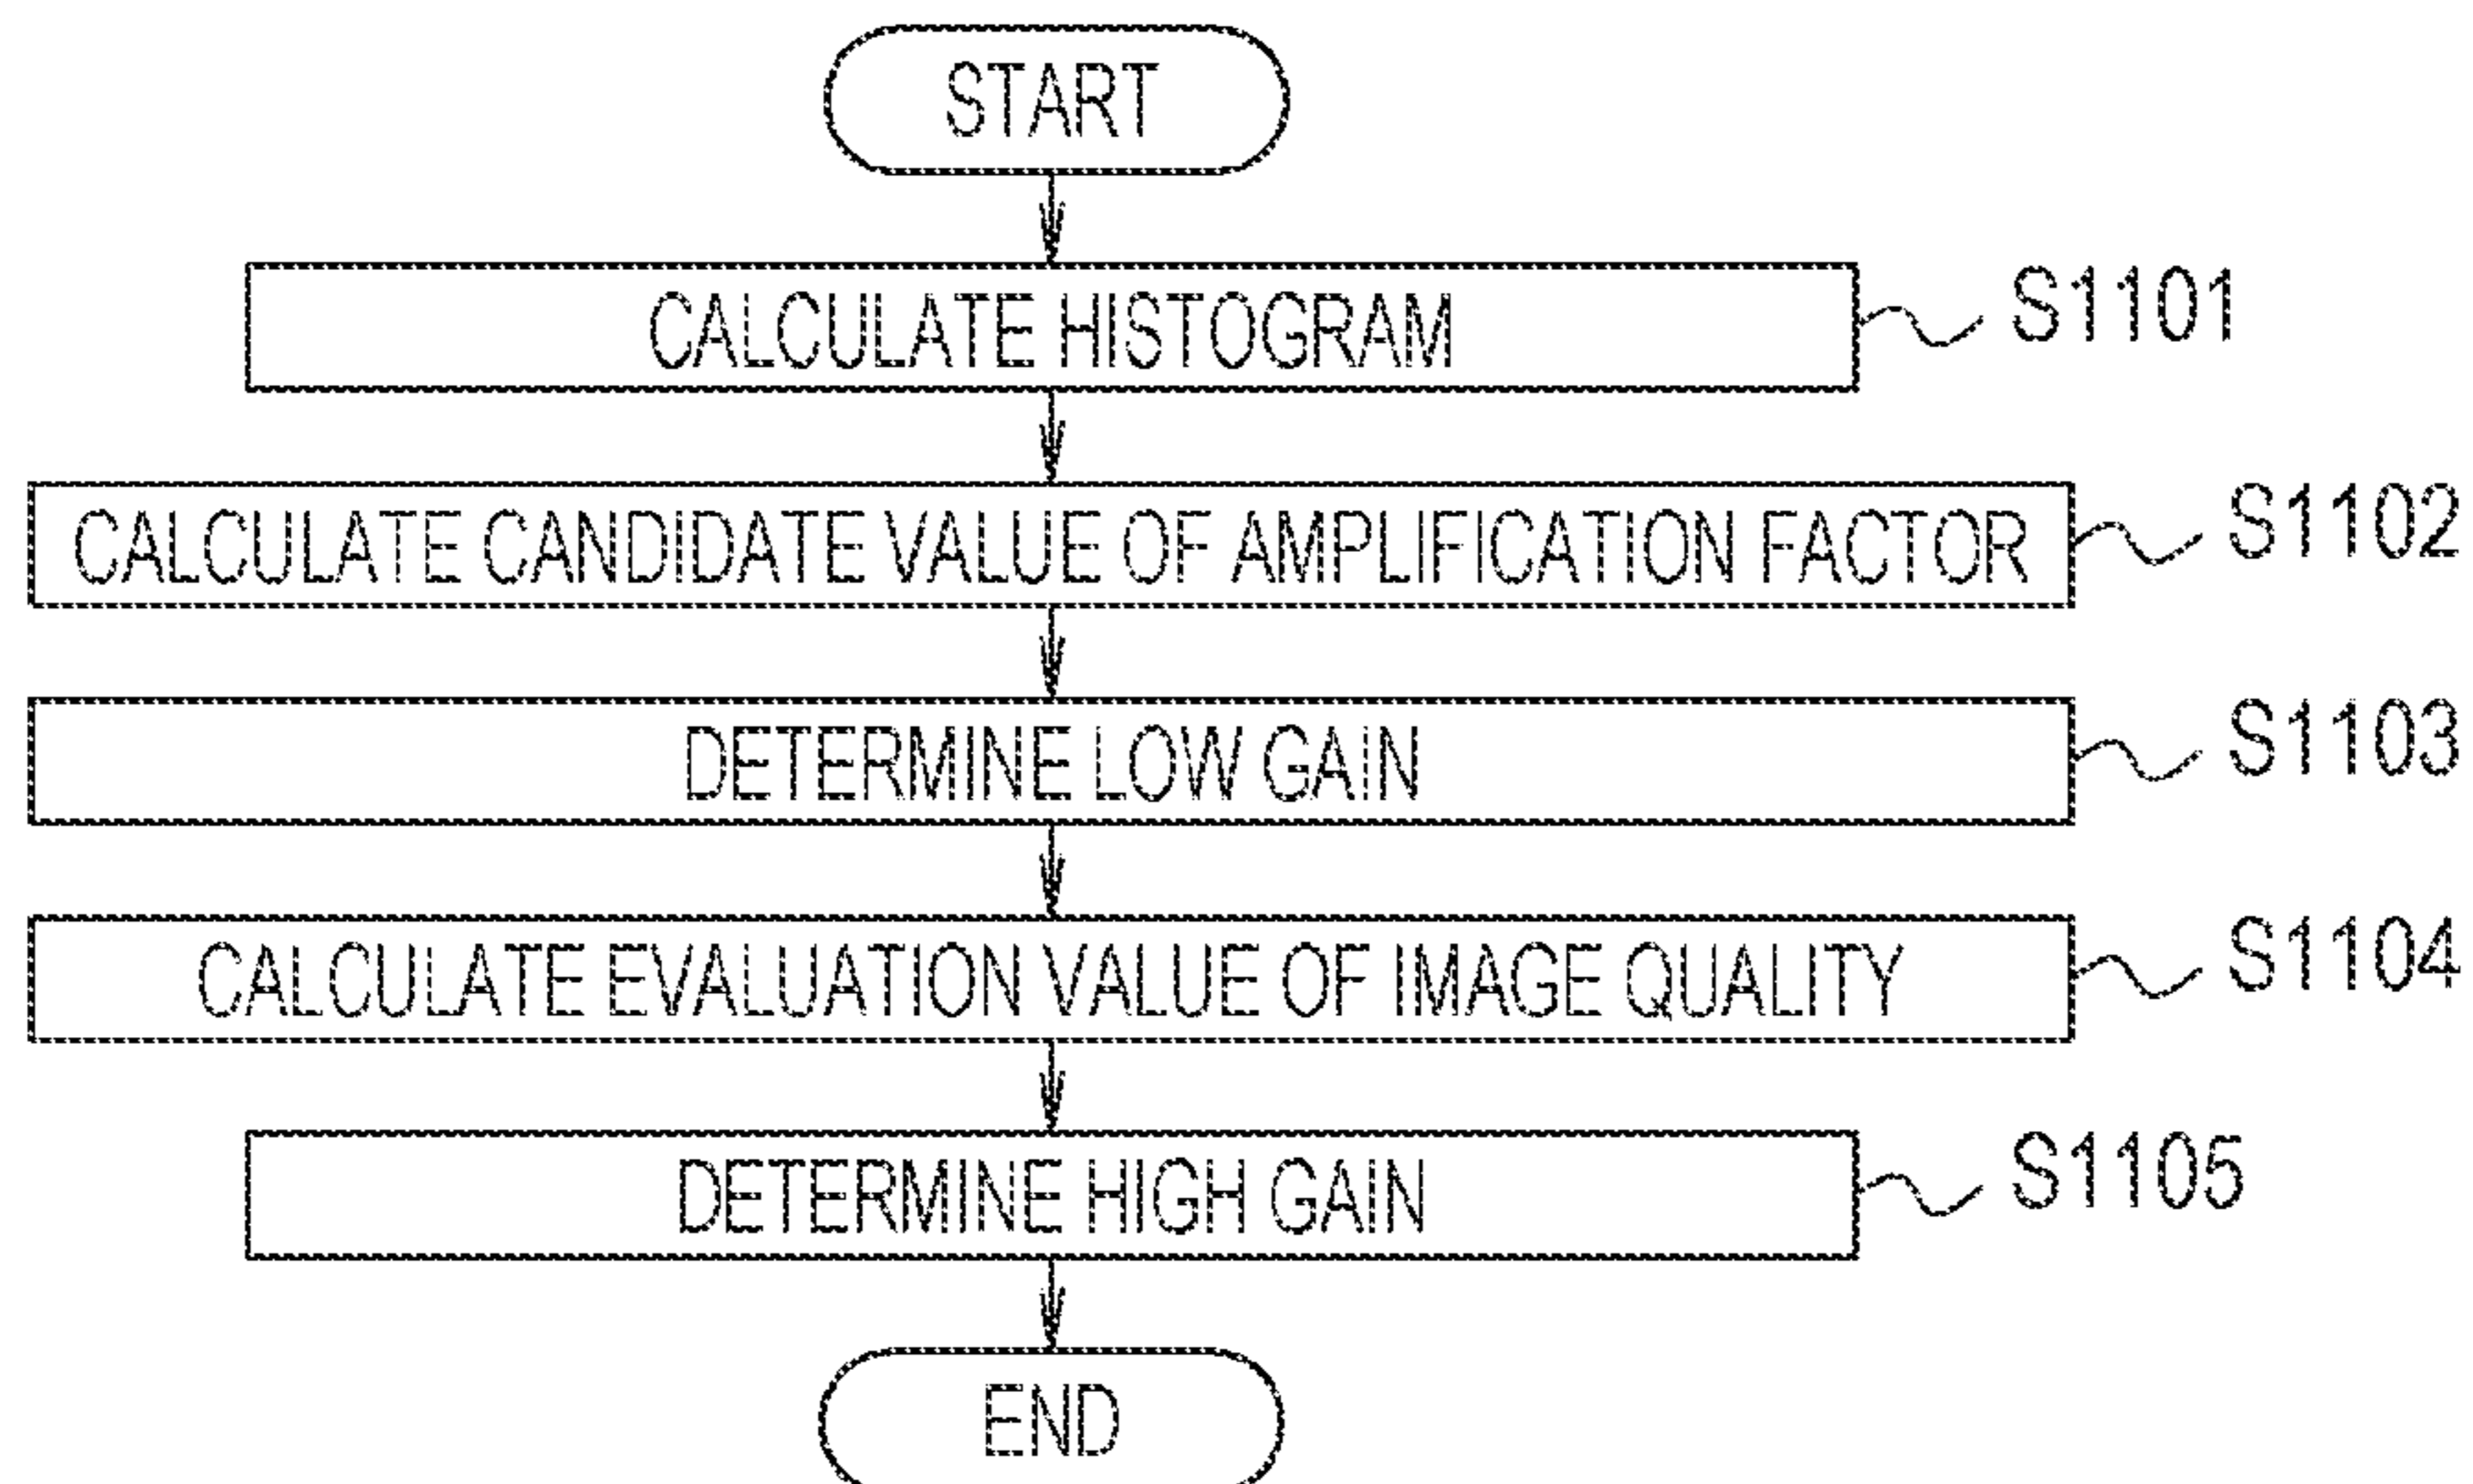 START
CALCULATE HISTOGRAM S1101
CALCULATE CANDIDATE VALUE OF AMPLIFICATION FACTOR S1102
DETERMINE LOW GAIN S1103
CALCULATE EVALUATION VALUE OF IMAGE QUALITY S1104
DETERMINE HIGH GAIN S1105
END